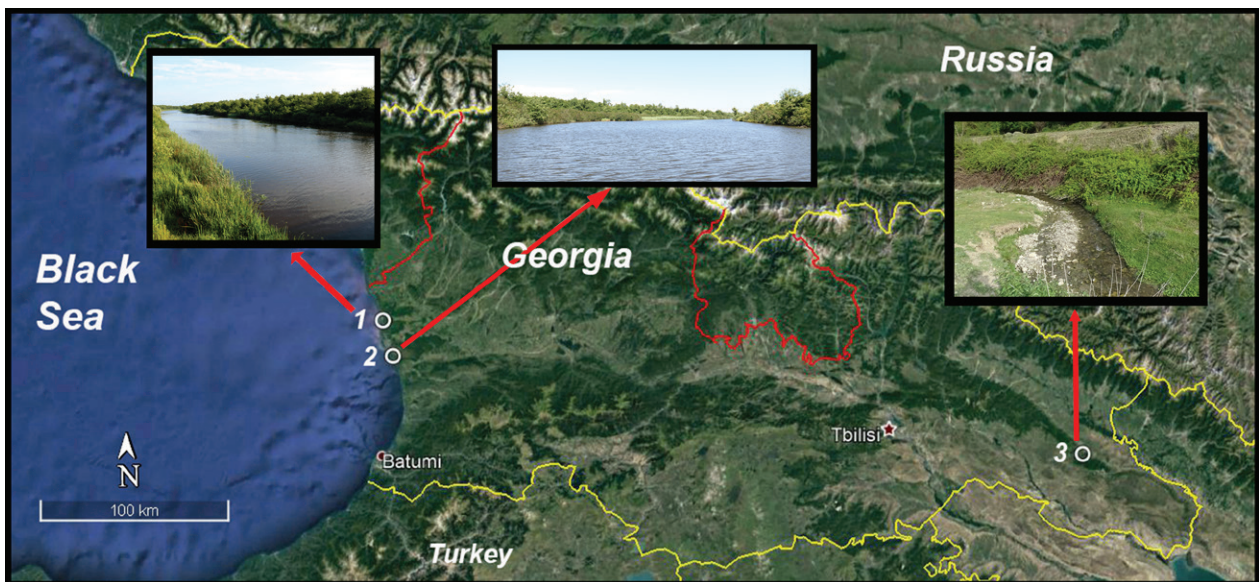 Russia
Black
Sea
Georgia
1
2
3
Tbilisi
Batumi
N
100 km
Turkey